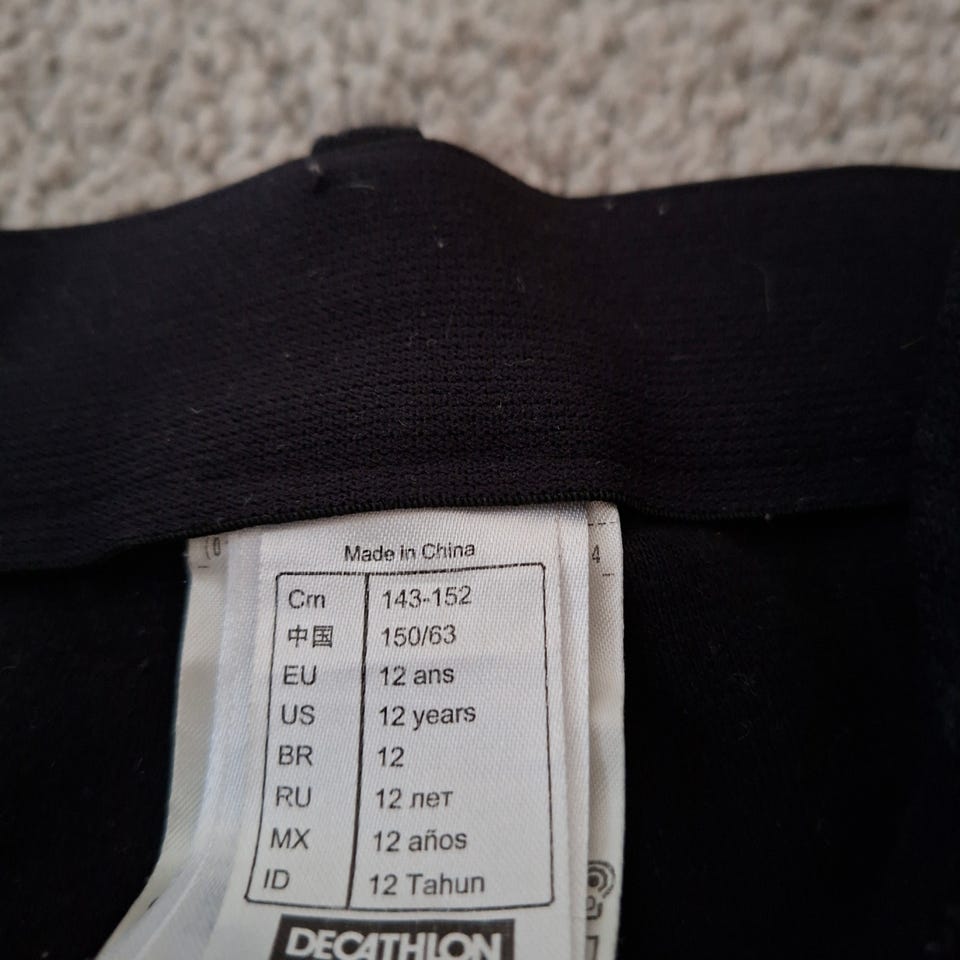 Made in China
Cm 143-152
中国 150/63
EU 12 ans
US 12 years
BR 12
RU 12 лет
MX 12 años
ID 12 Tahun
DECATHLON
4